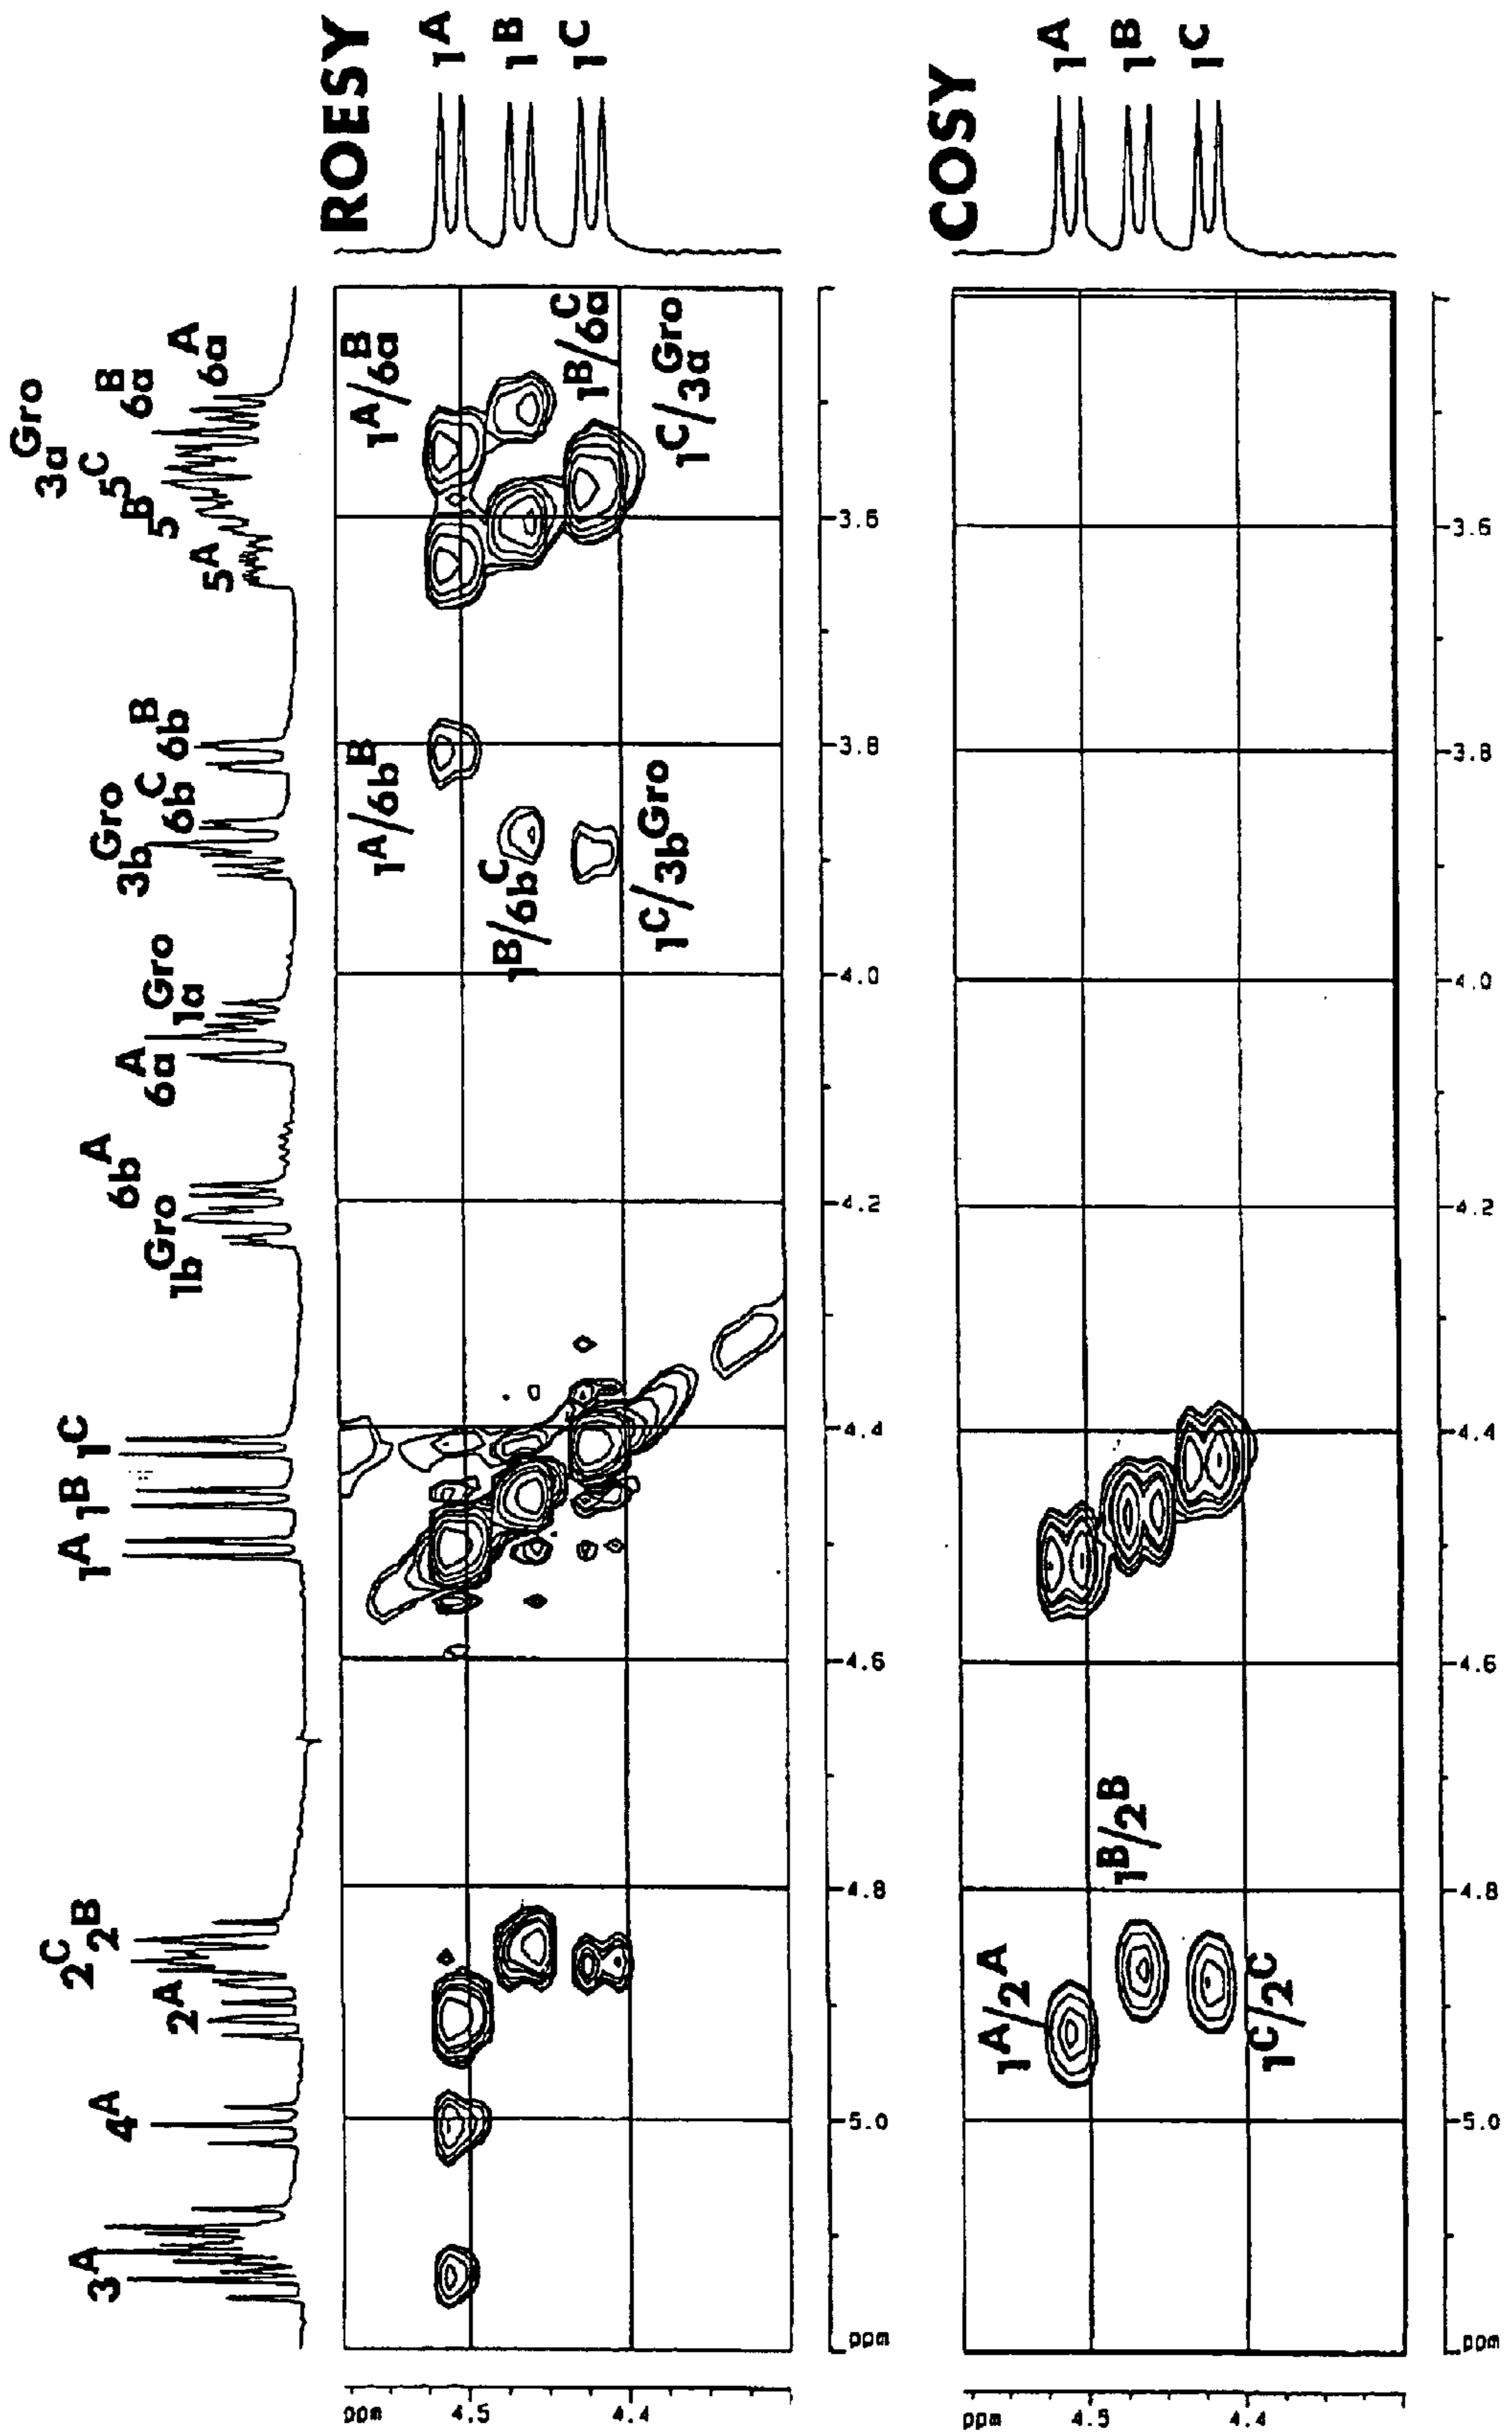 3A
4A
2A
2C
2B
1A 1B 1C
1bGro
6bA
6aA
1aGro
3bGro
6bC
6bB
5A
5B
5C
3aGro
6aB
6aA
ROESY
1A/6bB
1A/6aB
1B/6bC
1B/6aC
1C/3bGro
1C/3aGro
1A
1B
1C
ppm
4.5
4.4
ppm 5.0 4.8 4.6 4.4 4.2 4.0 3.8 3.6
COSY
1A/2A
1B/2B
1C/2C
1A
1B
1C
ppm
4.5
4.4
ppm 5.0 4.8 4.6 4.4 4.2 4.0 3.8 3.6